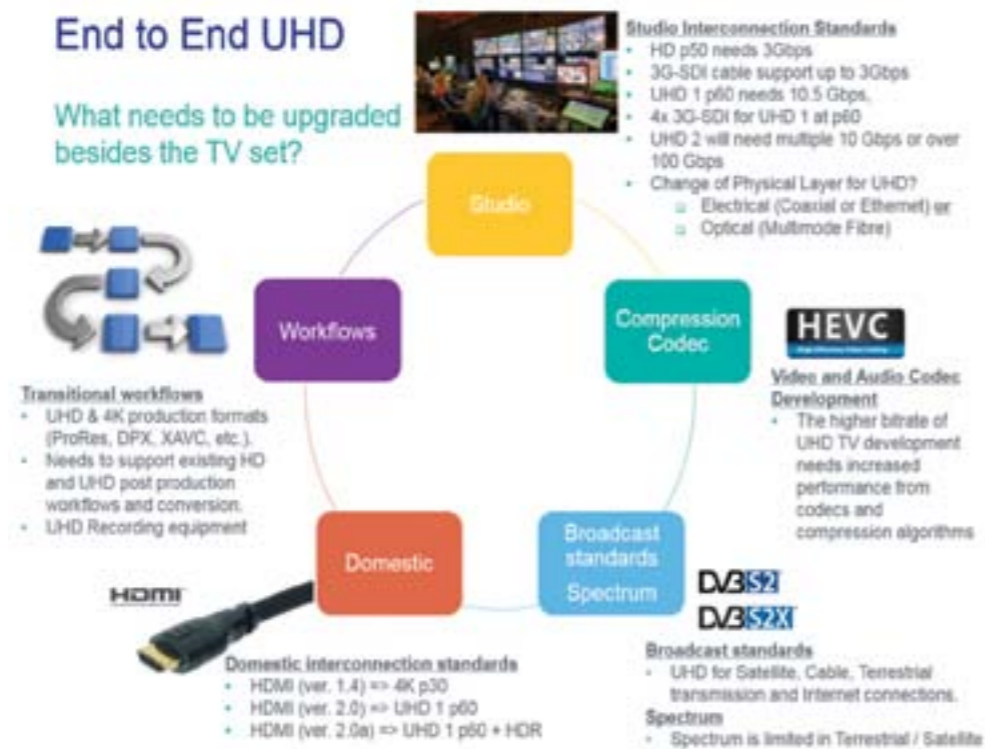 End to End UHD
What needs to be upgraded
besides the TV set?
Studio Interconnection Standards
• HD p50 needs 3Gbps
• 3G-SDI cable support up to 3Gbps
• UHD 1 p60 needs 10.5 Gbps,
• 4x 3G-SDI for UHD 1 at p60
• UHD 2 will need multiple 10 Gbps or over
100 Gbps
• Change of Physical Layer for UHD?
Electrical (Coaxial or Ethernet) or
Optical (Multimode Fibre)
Studio
Compression
Codec
HEVC
Video and Audio Codec
Development
• The higher bitrate of
UHD TV development
needs increased
performance from
codecs and
compression algorithms
Broadcast
standards
Spectrum
DVB S2
DVB S2X
Broadcast standards
• UHD for Satellite, Cable, Terrestrial
transmission and Internet connections.
Spectrum
• Spectrum is limited in Terrestrial / Satellite
Domestic
HDMI
Domestic interconnection standards
• HDMI (ver. 1.4) => 4K p30
• HDMI (ver. 2.0) => UHD 1 p60
• HDMI (ver. 2.0a) => UHD 1 p60 + HDR
Workflows
Transitional workflows
• UHD & 4K production formats
(ProRes, DPX, XAVC, etc.).
• Needs to support existing HD
and UHD post production
workflows and conversion.
• UHD Recording equipment